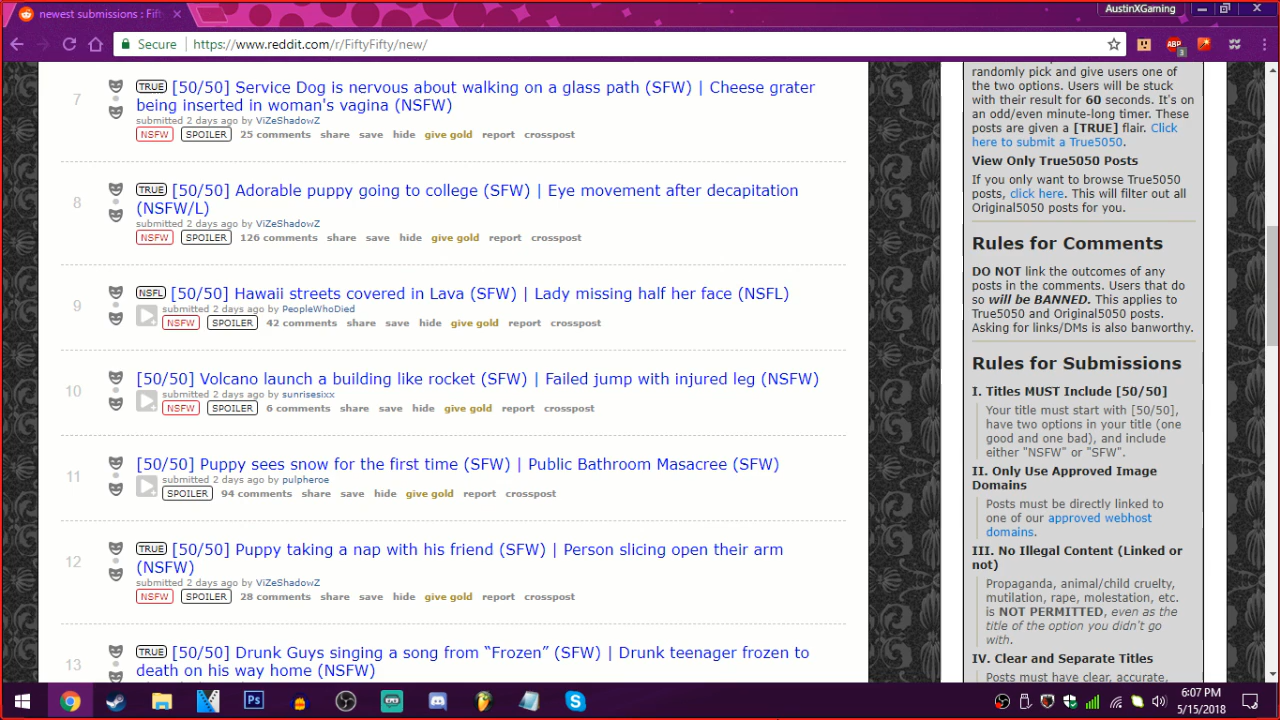 newest submissions : Fift
AustinXGaming
Secure
https://www.reddit.com/r/FiftyFifty/new/
ABP
3
7
TRUE [50/50] Service Dog is nervous about walking on a glass path (SFW) | Cheese grater
being inserted in woman's vagina (NSFW)
submitted 2 days ago by ViZeShadowZ
NSFW SPOILER 25 comments share save hide give gold report crosspost
8
TRUE [50/50] Adorable puppy going to college (SFW) | Eye movement after decapitation
(NSFW/L)
submitted 2 days ago by ViZeShadowZ
NSFW SPOILER 126 comments share save hide give gold report crosspost
9
NSFL [50/50] Hawaii streets covered in Lava (SFW) | Lady missing half her face (NSFL)
submitted 2 days ago by PeopleWhoDied
NSFW SPOILER 42 comments share save hide give gold report crosspost
10
[50/50] Volcano launch a building like rocket (SFW) | Failed jump with injured leg (NSFW)
submitted 2 days ago by sunrisesixx
NSFW SPOILER 6 comments share save hide give gold report crosspost
11
[50/50] Puppy sees snow for the first time (SFW) | Public Bathroom Masacree (SFW)
submitted 2 days ago by pulpheroe
SPOILER 94 comments share save hide give gold report crosspost
12
TRUE [50/50] Puppy taking a nap with his friend (SFW) | Person slicing open their arm
(NSFW)
submitted 2 days ago by ViZeShadowZ
NSFW SPOILER 28 comments share save hide give gold report crosspost
13
TRUE [50/50] Drunk Guys singing a song from “Frozen” (SFW) | Drunk teenager frozen to
death on his way home (NSFW)
randomly pick and give users one of
the two options. Users will be stuck
with their result for 60 seconds. It's on
an odd/even minute-long timer. These
posts are given a [TRUE] flair. Click
here to submit a True5050.
View Only True5050 Posts
If you only want to browse True5050
posts, click here. This will filter out all
Original5050 posts for you.
Rules for Comments
DO NOT link the outcomes of any
posts in the comments. Users that do
so will be BANNED. This applies to
True5050 and Original5050 posts.
Asking for links/DMs is also banworthy.
Rules for Submissions
I. Titles MUST Include [50/50]
Your title must start with [50/50],
have two options in your title (one
good and one bad), and include
either "NSFW" or "SFW".
II. Only Use Approved Image
Domains
Posts must be directly linked to
one of our approved webhost
domains.
III. No Illegal Content (Linked or
not)
Propaganda, animal/child cruelty,
mutilation, rape, molestation, etc.
is NOT PERMITTED, even as the
title of the option you didn't go
with.
IV. Clear and Separate Titles
Posts must have clear, accurate,
Ps
6:07 PM
5/15/2018